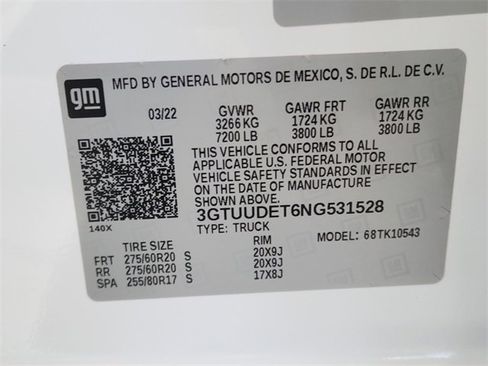 gm
MFD BY GENERAL MOTORS DE MEXICO, S. DE R.L. DE C.V.
03/22 GVWR GAWR FRT GAWR RR
3266 KG 1724 KG 1724 KG
7200 LB 3800 LB 3800 LB
THIS VEHICLE CONFORMS TO ALL
APPLICABLE U.S. FEDERAL MOTOR
VEHICLE SAFETY STANDARDS IN
EFFECT ON THE DATE OF MANUFACTURE
SHOWN ABOVE.
3GTUUDET6NG531528
140X
TYPE: TRUCK MODEL: 68TK10543
TIRE SIZE RIM
FRT 275/60R20 S 20X9J
RR 275/60R20 S 20X9J
SPA 255/80R17 S 17X8J